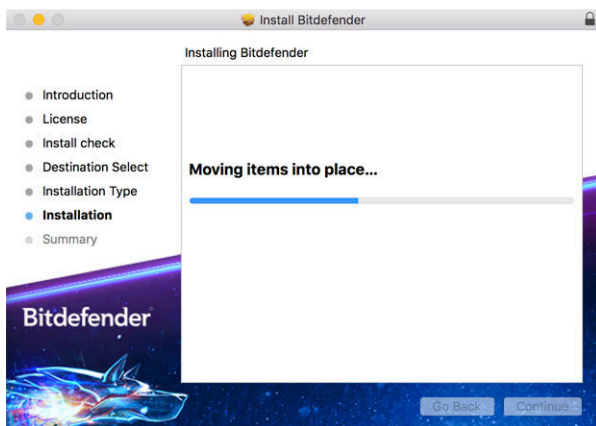 Install Bitdefender
Installing Bitdefender
Introduction
License
Install check
Destination Select
Installation Type
Installation
Summary
Moving items into place...
Bitdefender
Go Back
Continue